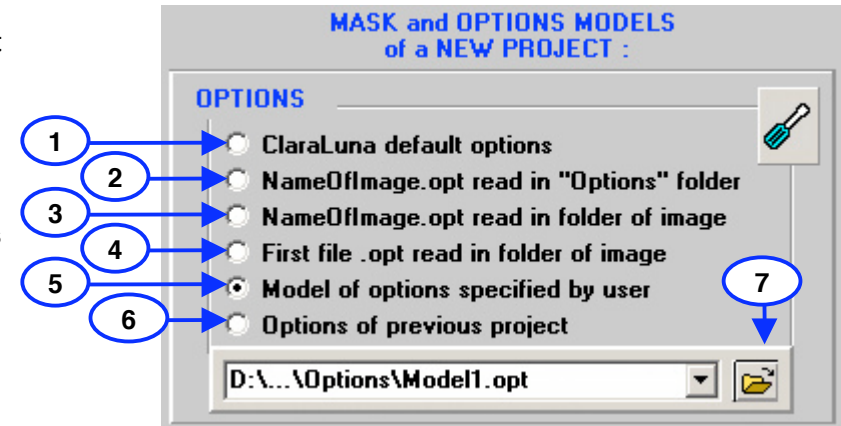 MASK and OPTIONS MODELS
of a NEW PROJECT :
OPTIONS
1 ClaraLuna default options
2 NameOfImage.opt read in "Options" folder
3 NameOfImage.opt read in folder of image
4 First file .opt read in folder of image
5 Model of options specified by user
7
6 Options of previous project
D:\...\Options\Model1.opt